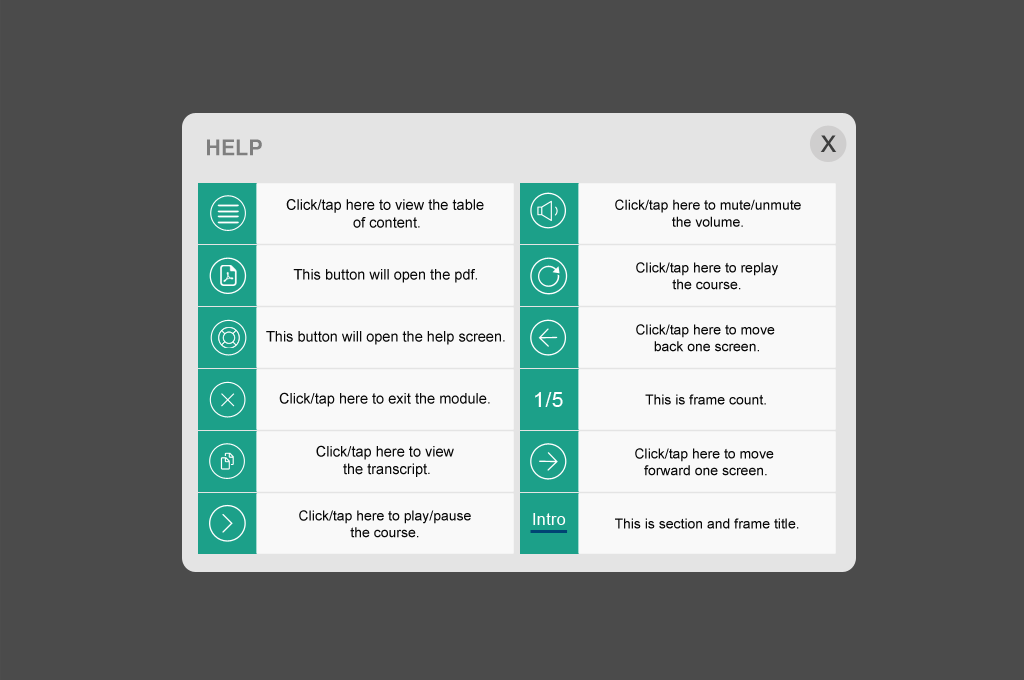 HELP
X
Click/tap here to view the table
of content.
This button will open the pdf.
This button will open the help screen.
Click/tap here to exit the module.
Click/tap here to view
the transcript.
Click/tap here to play/pause
the course.
Click/tap here to mute/unmute
the volume.
Click/tap here to replay
the course.
Click/tap here to move
back one screen.
1/5
This is frame count.
Click/tap here to move
forward one screen.
Intro
This is section and frame title.